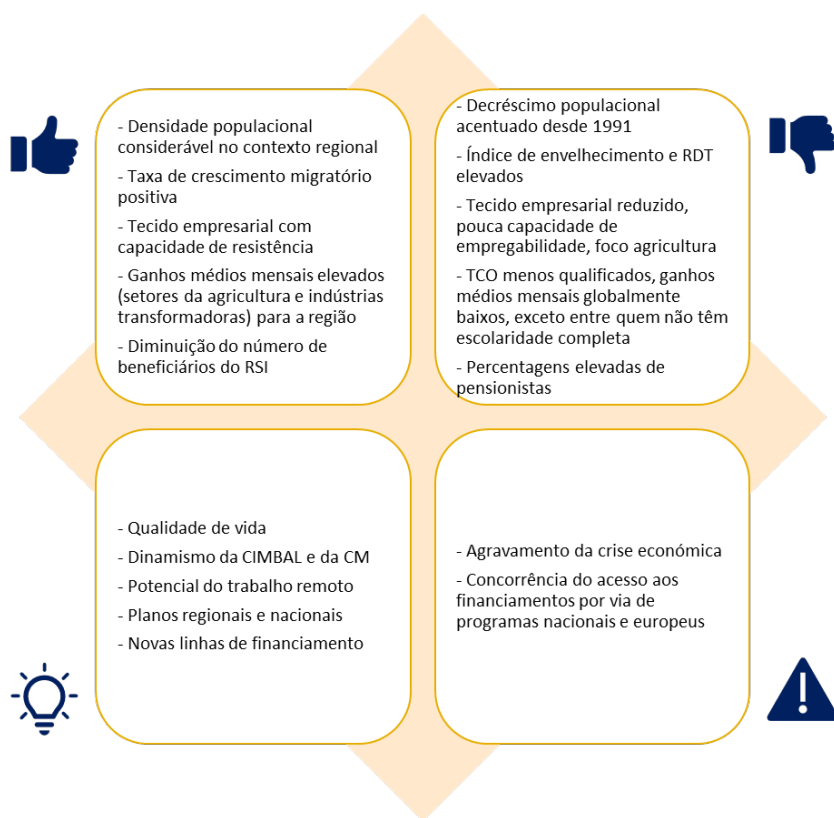 - Densidade populacional
considerável no contexto regional
- Taxa de crescimento migratório
positiva
- Tecido empresarial com
capacidade de resistência
- Ganhos médios mensais elevados
(setores da agricultura e indústrias
transformadoras) para a região
- Diminuição do número de
beneficiários do RSI
- Decréscimo populacional
acentuado desde 1991
- Índice de envelhecimento e RDT
elevados
- Tecido empresarial reduzido,
pouca capacidade de
empregabilidade, foco agricultura
- TCO menos qualificados, ganhos
médios mensais globalmente
baixos, exceto entre quem não têm
escolaridade completa
- Percentagens elevadas de
pensionistas
- Qualidade de vida
- Dinamismo da CIMBAL e da CM
- Potencial do trabalho remoto
- Planos regionais e nacionais
- Novas linhas de financiamento
- Agravamento da crise económica
- Concorrência do acesso aos
financiamentos por via de
programas nacionais e europeus